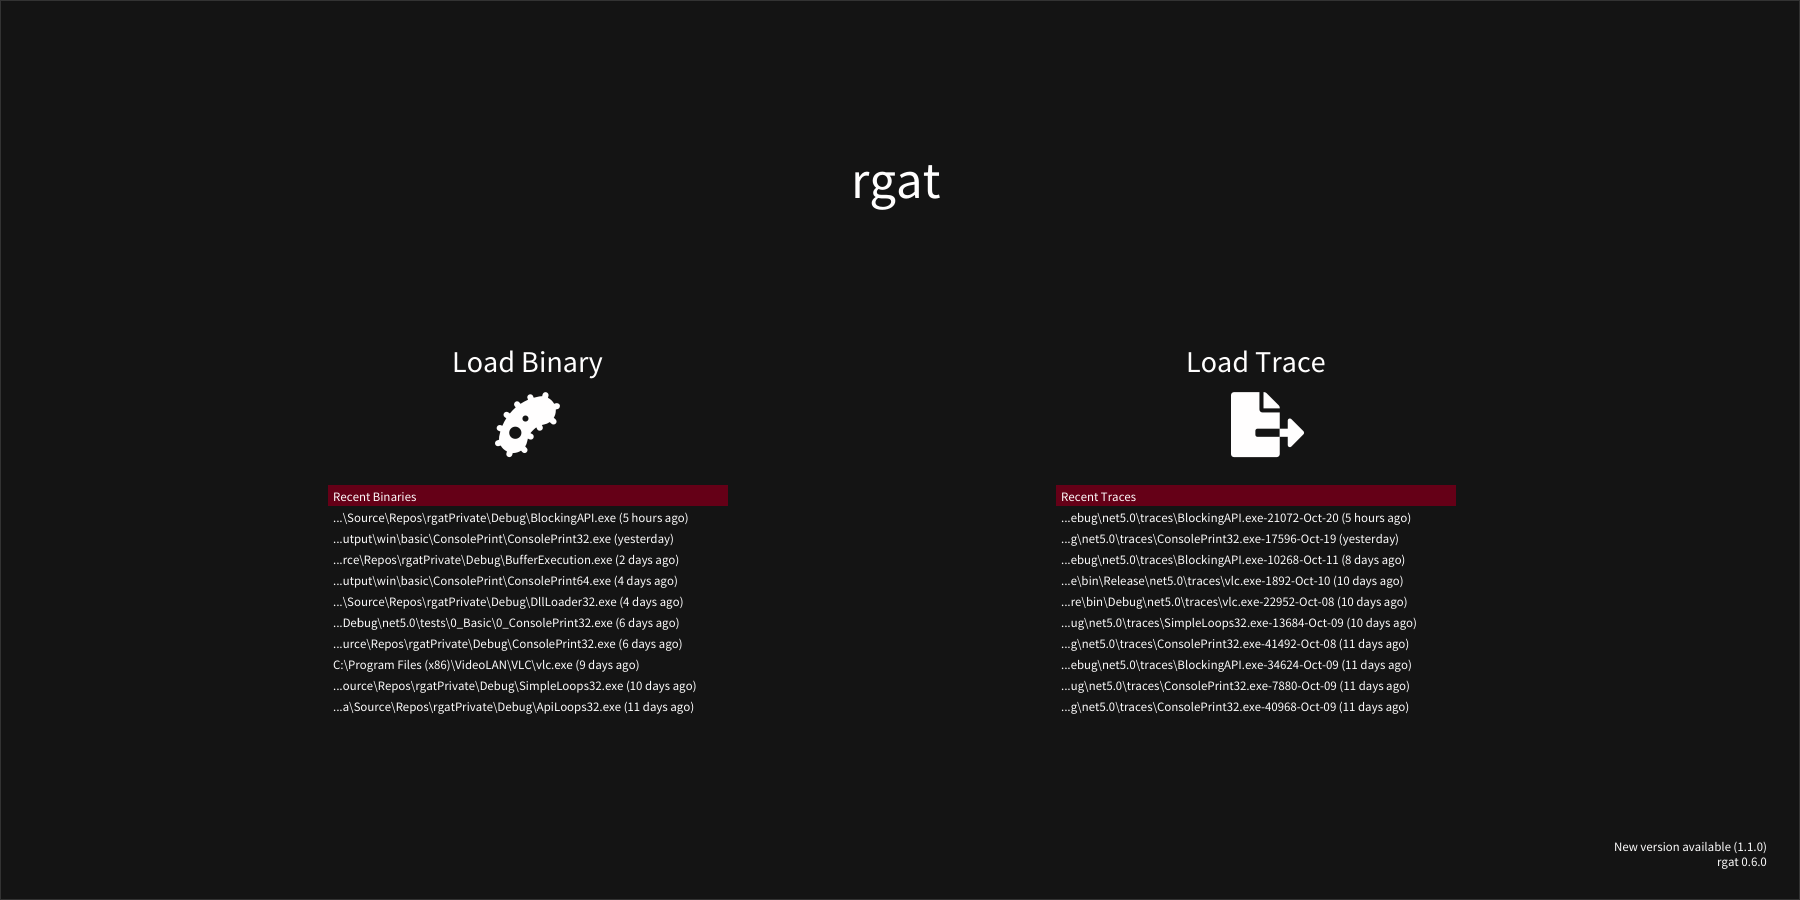 rgat
Load Binary
Recent Binaries
...\Source\Repos\rgatPrivate\Debug\BlockingAPI.exe (5 hours ago)
...utput\win\basic\ConsolePrint\ConsolePrint32.exe (yesterday)
...rce\Repos\rgatPrivate\Debug\BufferExecution.exe (2 days ago)
...utput\win\basic\ConsolePrint\ConsolePrint64.exe (4 days ago)
...\Source\Repos\rgatPrivate\Debug\DllLoader32.exe (4 days ago)
...Debug\net5.0\tests\0_Basic\0_ConsolePrint32.exe (6 days ago)
...urce\Repos\rgatPrivate\Debug\ConsolePrint32.exe (6 days ago)
C:\Program Files (x86)\VideoLAN\VLC\vlc.exe (9 days ago)
...ource\Repos\rgatPrivate\Debug\SimpleLoops32.exe (10 days ago)
...a\Source\Repos\rgatPrivate\Debug\ApiLoops32.exe (11 days ago)
Load Trace
Recent Traces
...ebug\net5.0\traces\BlockingAPI.exe-21072-Oct-20 (5 hours ago)
...g\net5.0\traces\ConsolePrint32.exe-17596-Oct-19 (yesterday)
...ebug\net5.0\traces\BlockingAPI.exe-10268-Oct-11 (8 days ago)
...e\bin\Release\net5.0\traces\vlc.exe-1892-Oct-10 (10 days ago)
...re\bin\Debug\net5.0\traces\vlc.exe-22952-Oct-08 (10 days ago)
...ug\net5.0\traces\SimpleLoops32.exe-13684-Oct-09 (10 days ago)
...g\net5.0\traces\ConsolePrint32.exe-41492-Oct-08 (11 days ago)
...ebug\net5.0\traces\BlockingAPI.exe-34624-Oct-09 (11 days ago)
...ug\net5.0\traces\ConsolePrint32.exe-7880-Oct-09 (11 days ago)
...g\net5.0\traces\ConsolePrint32.exe-40968-Oct-09 (11 days ago)
New version available (1.1.0)
rgat 0.6.0